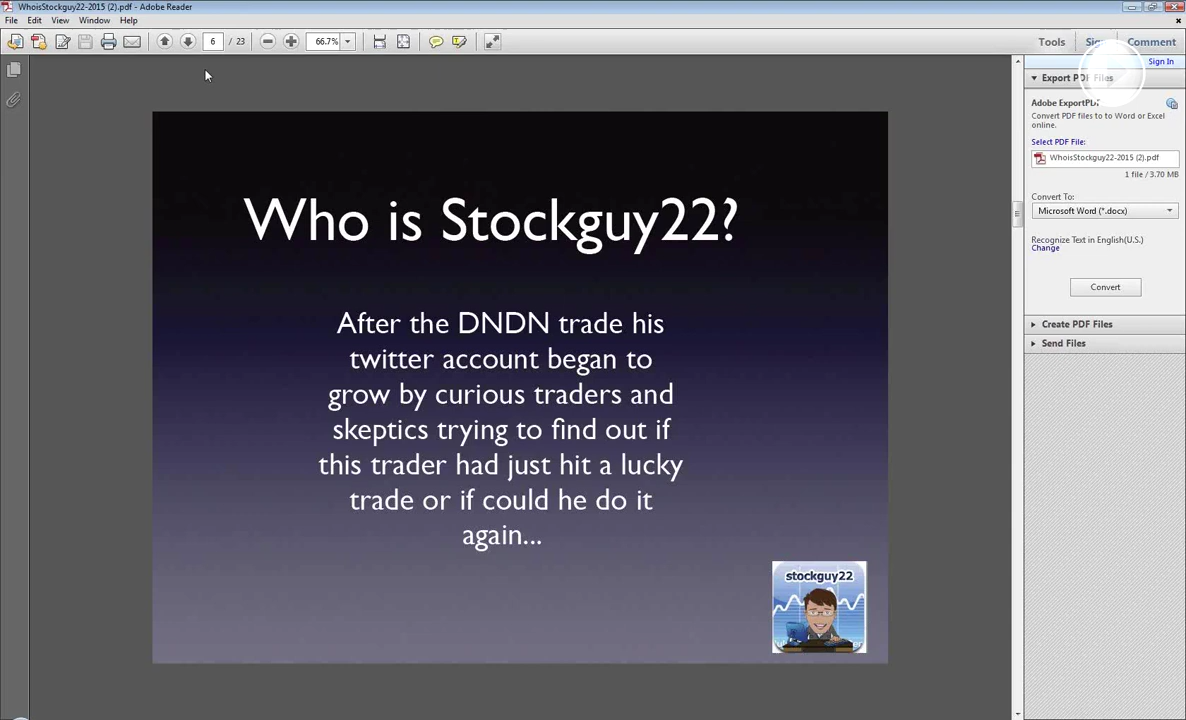 WhoisStockguy22-2015 (2).pdf - Adobe Reader
File Edit View Window Help
6 / 23 66.7% Tools Comment
Sign In
Export PDF Files
Adobe ExportPDF
Convert PDF files to to Word or Excel
online.
Select PDF File:
WhoisStockguy22-2015 (2).pdf
1 file / 3.70 MB
Convert To:
Microsoft Word (*.docx)
Recognize Text in English(U.S.)
Change
Convert
Create PDF Files
Send Files
Who is Stockguy22?
After the DNDN trade his
twitter account began to
grow by curious traders and
skeptics trying to find out if
this trader had just hit a lucky
trade or if could he do it
again...
stockguy22